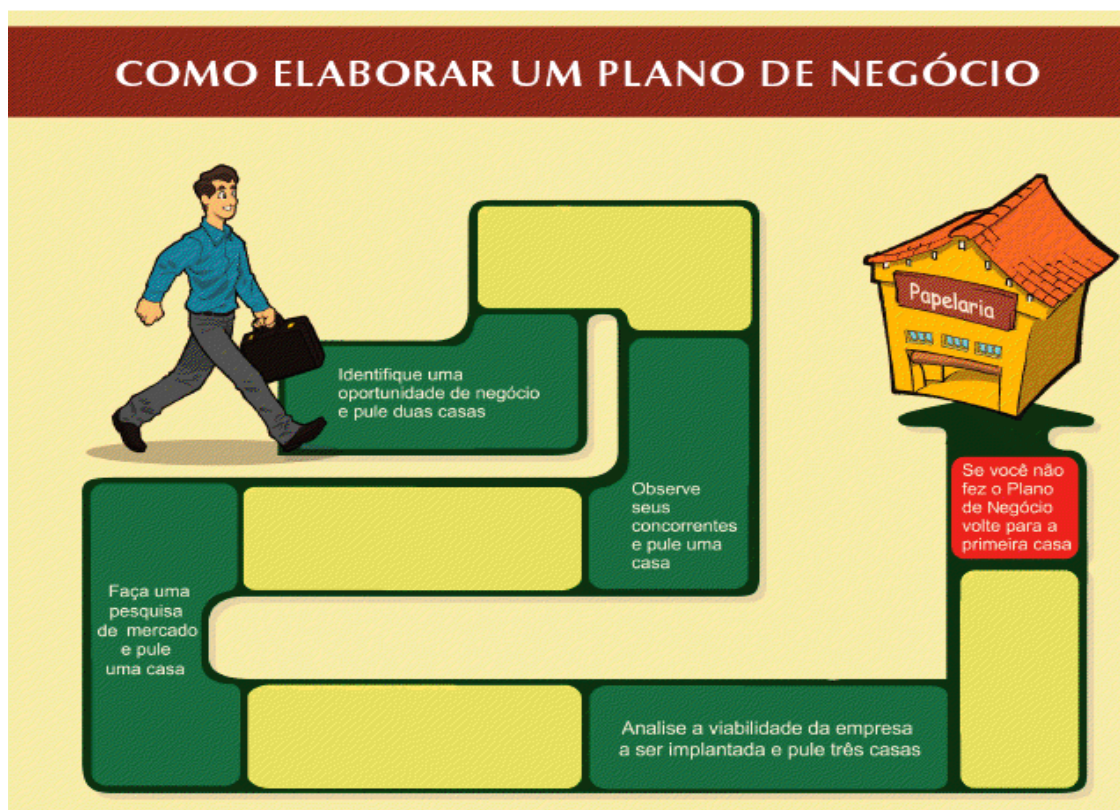 COMO ELABORAR UM PLANO DE NEGÓCIO
Papelaria
Identifique uma
oportunidade de negócio
e pule duas casas
Observe
seus
concorrentes
e pule uma
casa
Se você não
fez o Plano
de Negócio
volte para a
primeira casa
Faça uma
pesquisa
de mercado
e pule
uma casa
Analise a viabilidade da empresa
a ser implantada e pule três casas